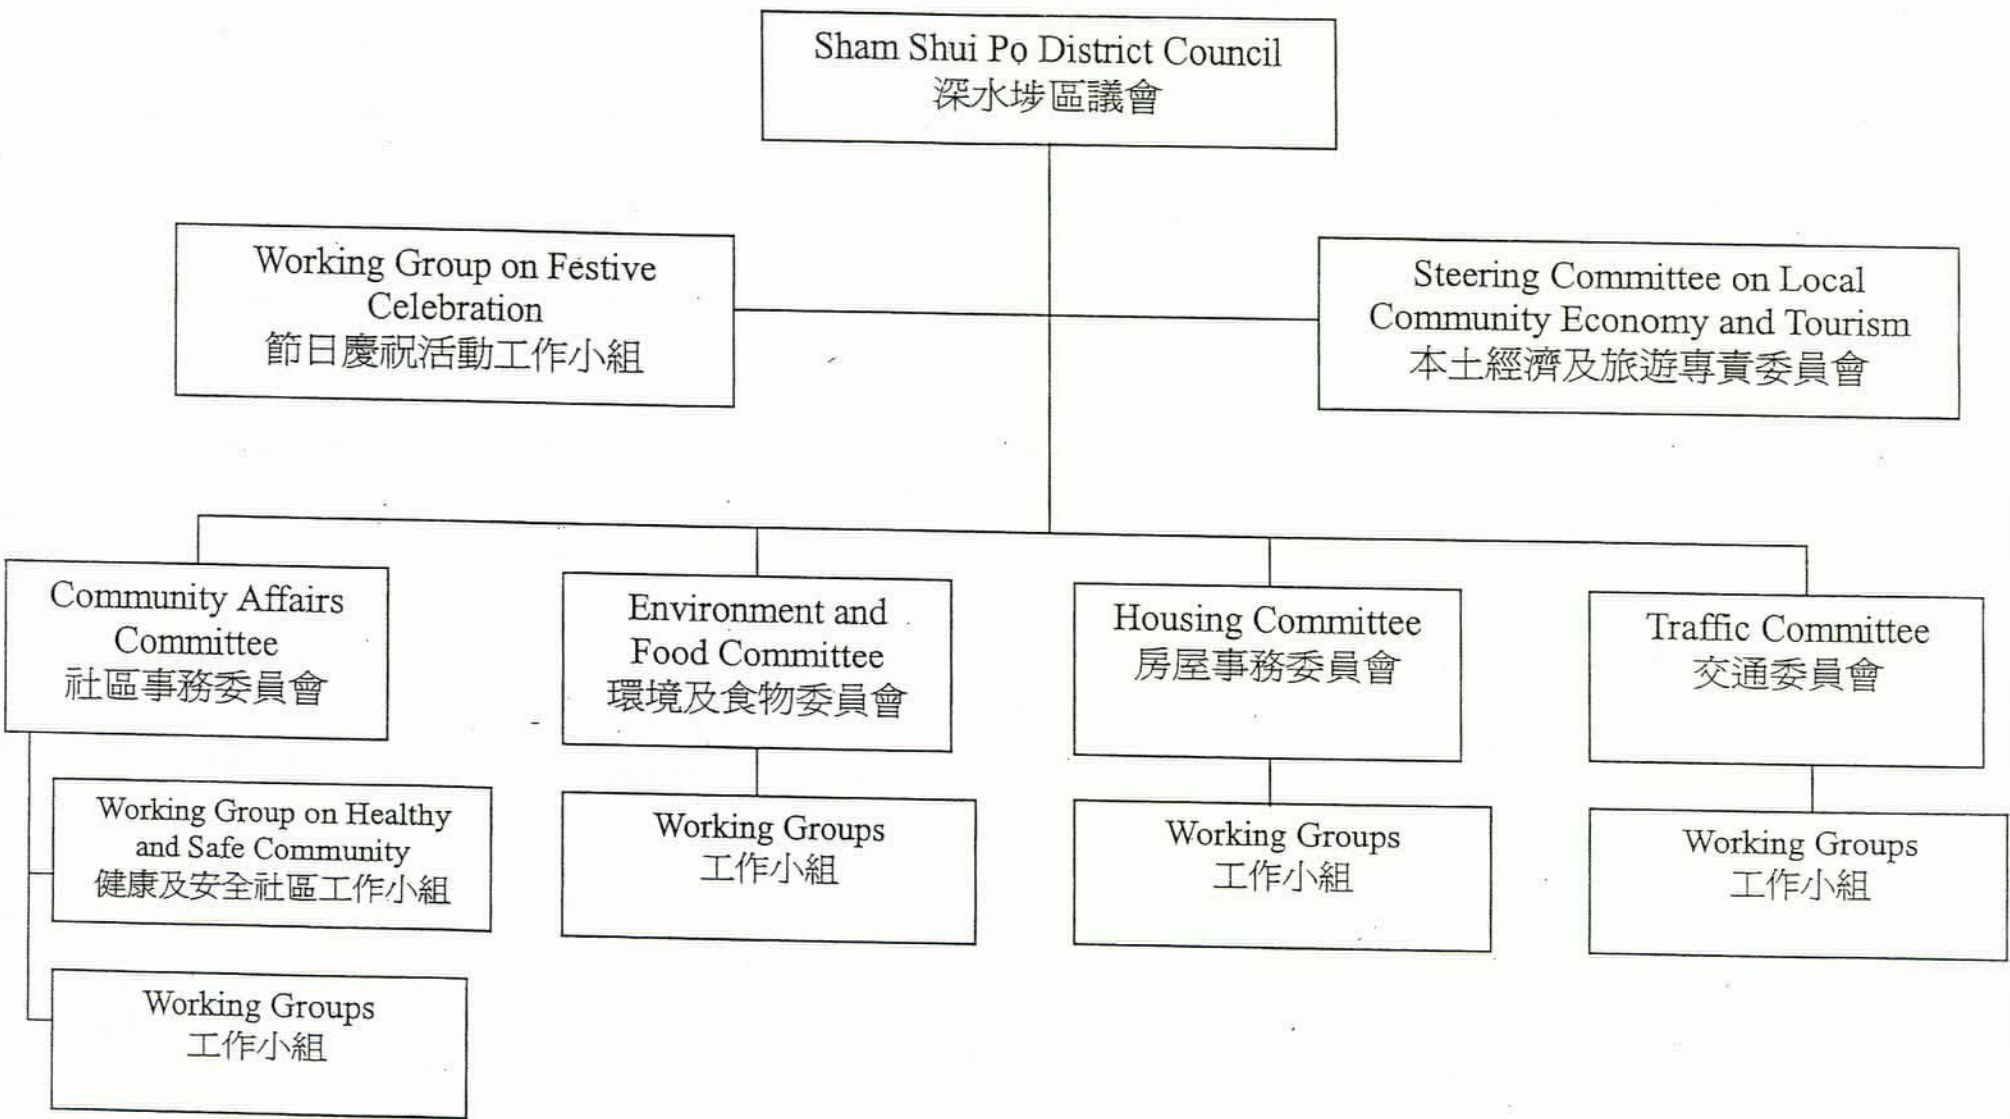 Sham Shui Po District Council
深水埗區議會
Working Group on Festive
Celebration
節日慶祝活動工作小組
Steering Committee on Local
Community Economy and Tourism
本土經濟及旅遊專責委員會
Community Affairs
Committee
社區事務委員會
Environment and
Food Committee
環境及食物委員會
Housing Committee
房屋事務委員會
Traffic Committee
交通委員會
Working Group on Healthy
and Safe Community
健康及安全社區工作小組
Working Groups
工作小組
Working Groups
工作小組
Working Groups
工作小組
Working Groups
工作小組